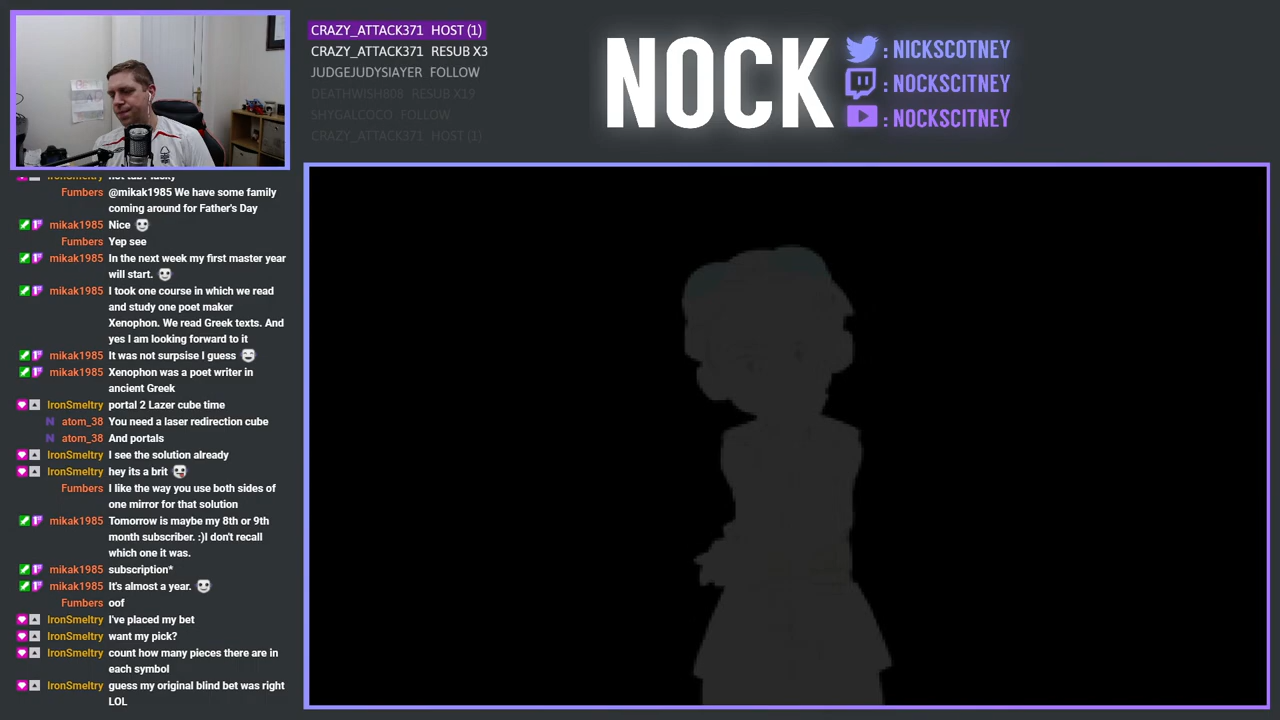 CRAZY_ATTACK371 HOST (1)
CRAZY_ATTACK371 RESUB X3
JUDGEJUDYSIAYER FOLLOW
DEATHWISH808 RESUB X19
SHYGALCOCO FOLLOW
CRAZY_ATTACK371 HOST (1)
NOCK
: NICKSCOTNEY
: NOCKSCITNEY
: NOCKSCITNEY
Fumbers @mikak1985 We have some family
coming around for Father's Day
mikak1985 Nice
Fumbers Yep see
mikak1985 In the next week my first master year
will start.
mikak1985 I took one course in which we read
and study one poet maker
Xenophon. We read Greek texts. And
yes I am looking forward to it
mikak1985 It was not surpsise I guess
mikak1985 Xenophon was a poet writer in
ancient Greek
IronSmeltry portal 2 Lazer cube time
atom_38 You need a laser redirection cube
atom_38 And portals
IronSmeltry I see the solution already
IronSmeltry hey its a brit
Fumbers I like the way you use both sides of
one mirror for that solution
mikak1985 Tomorrow is maybe my 8th or 9th
month subscriber. :)I don't recall
which one it was.
mikak1985 subscription*
mikak1985 It's almost a year.
Fumbers oof
IronSmeltry I've placed my bet
IronSmeltry want my pick?
IronSmeltry count how many pieces there are in
each symbol
IronSmeltry guess my original blind bet was right
LOL